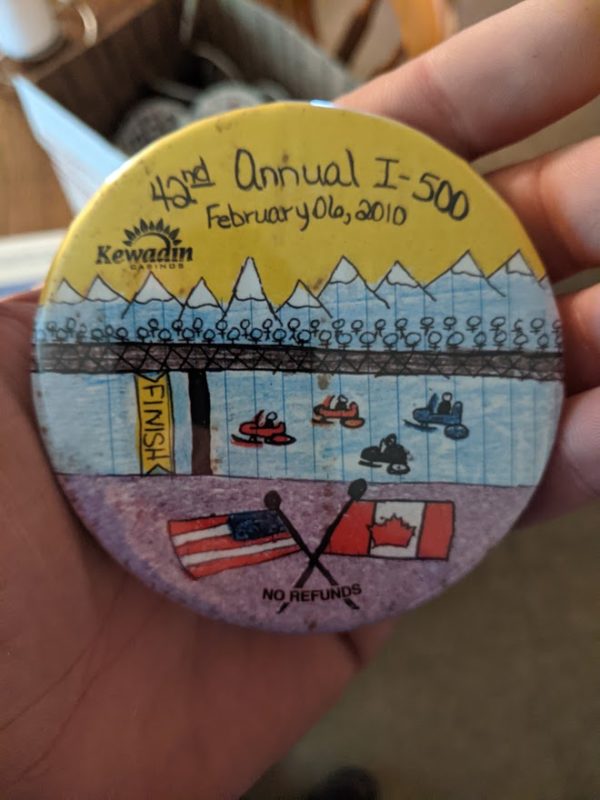 42nd Annual I-500
February 06, 2010
Kewadin
CASINOS
FINISH
NO REFUNDS